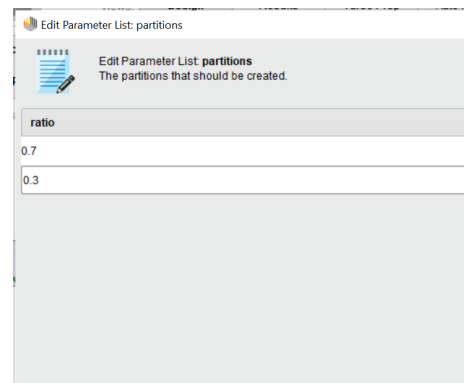 Edit Parameter List: partitions
Edit Parameter List: partitions
The partitions that should be created.
ratio
0.7
0.3